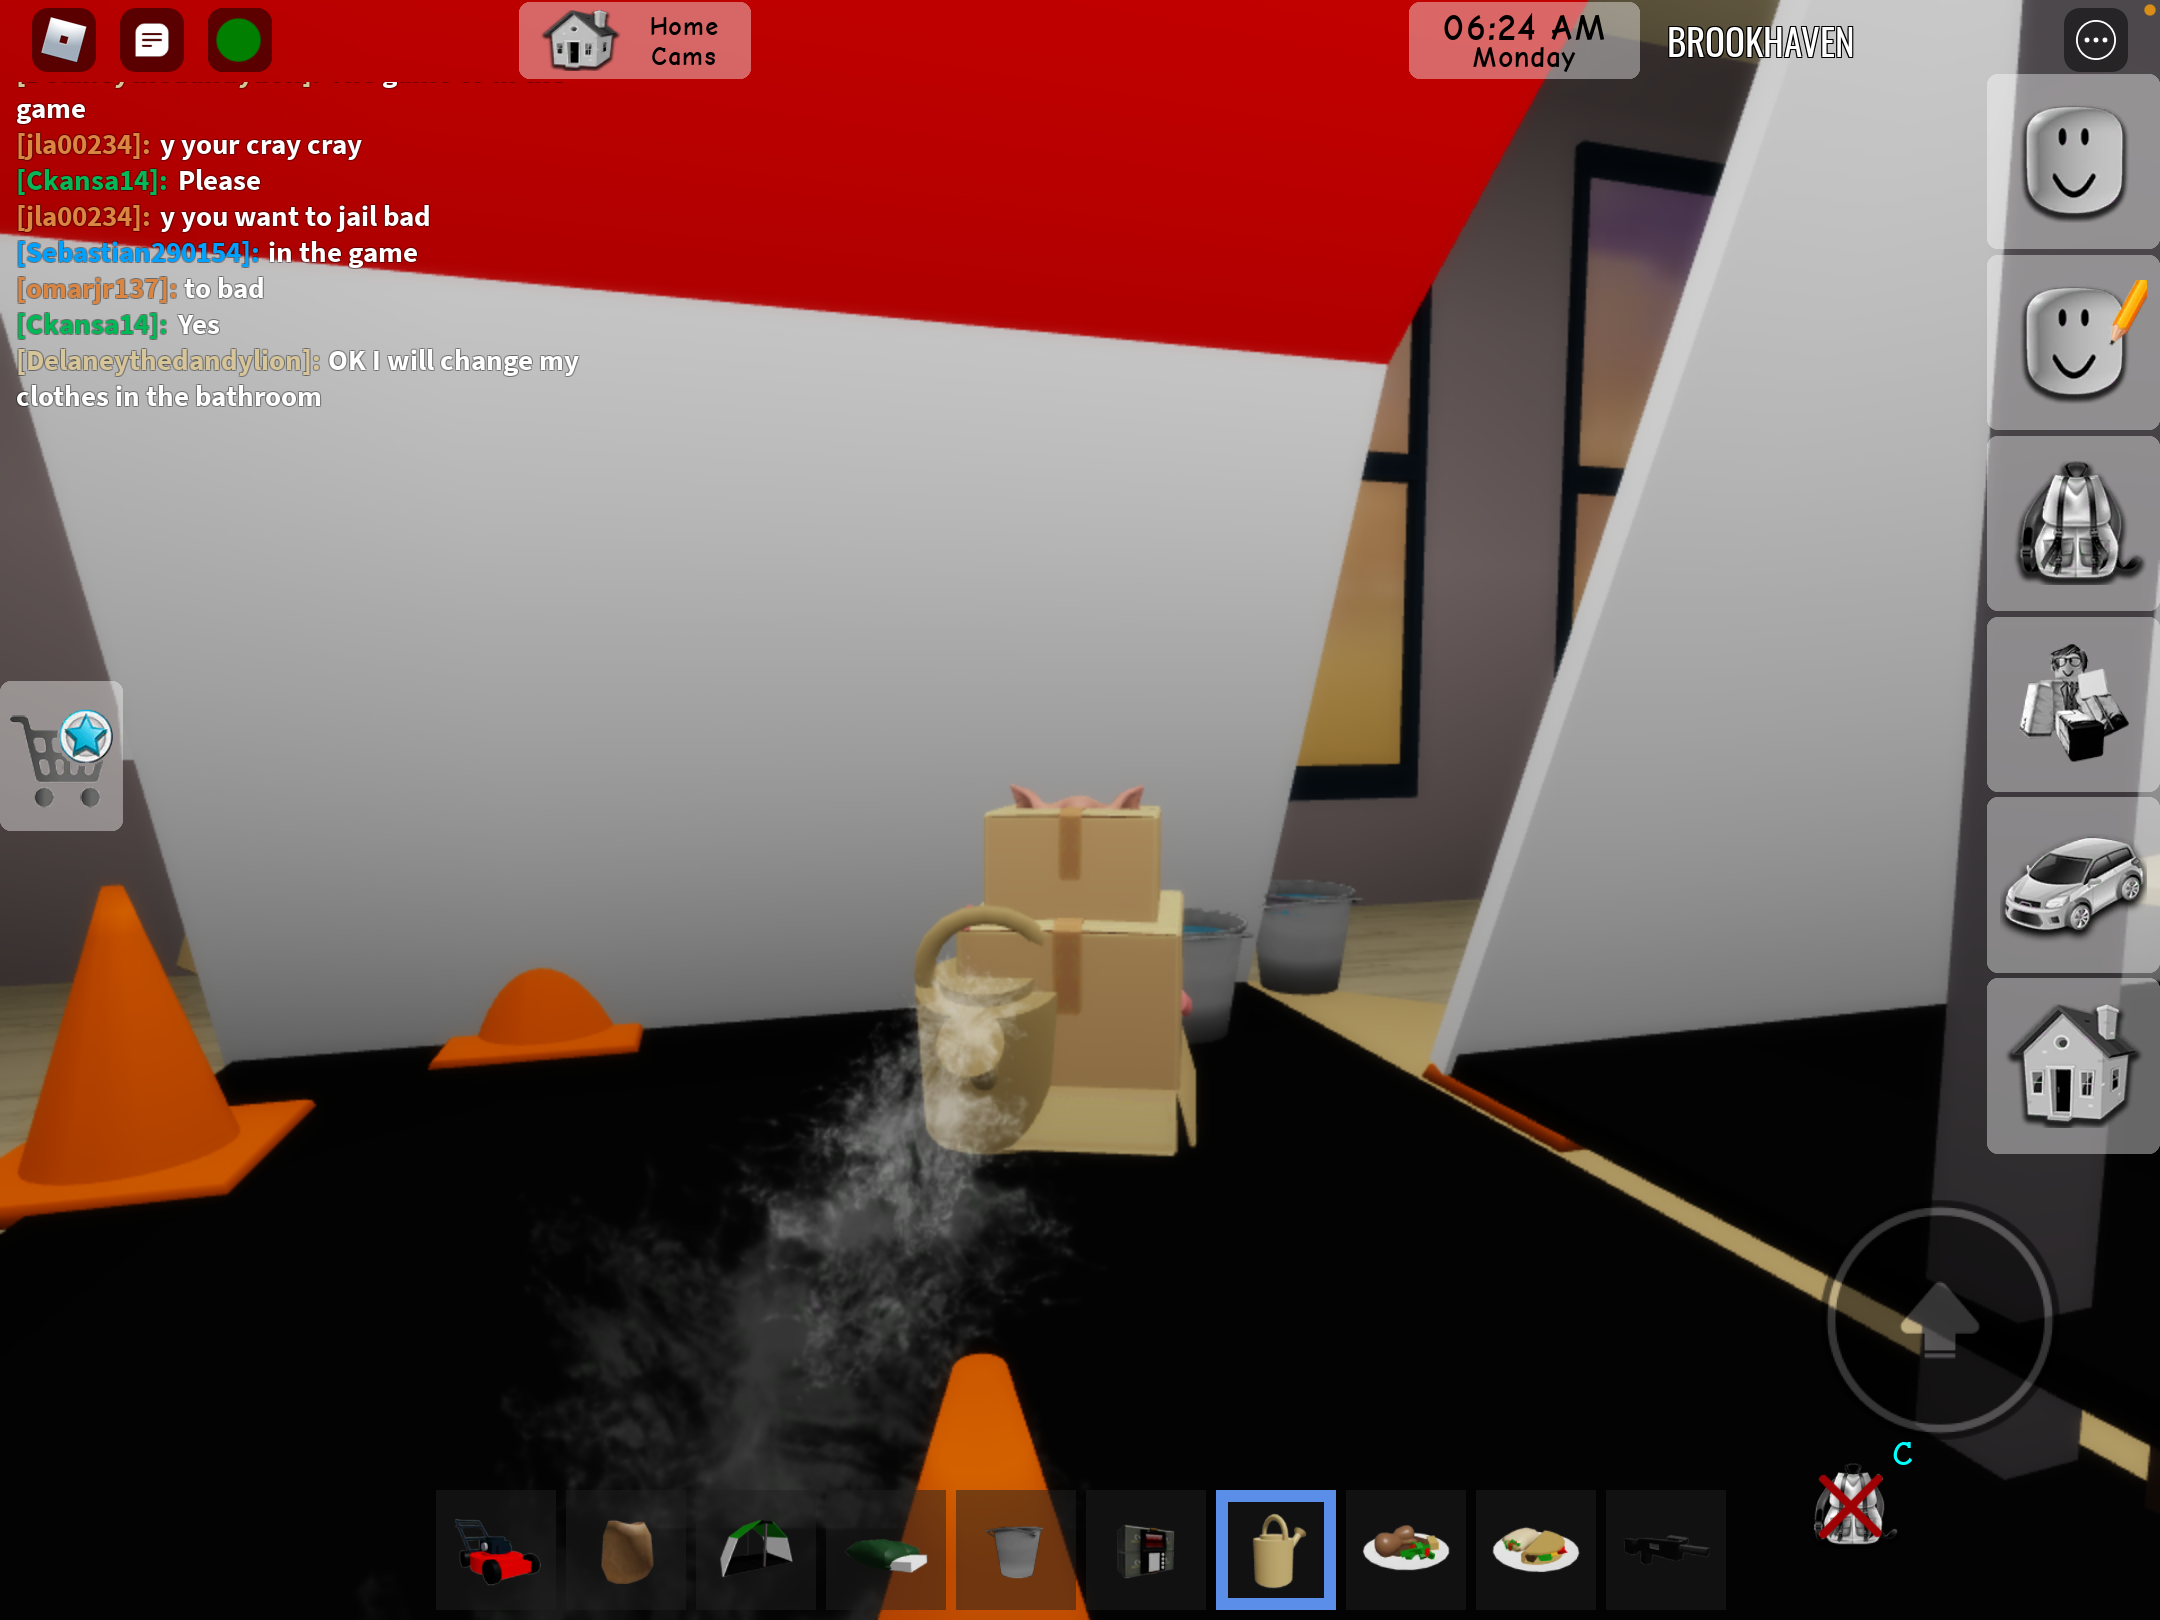 Home
Cams
06:24 AM
Monday
BROOKHAVEN
game
[jla00234]: y your cray cray
[Ckansa14]: Please
[jla00234]: y you want to jail bad
[Sebastian290154]: in the game
[omarjr137]: to bad
[Ckansa14]: Yes
[Delaneythedandylion]: OK I will change my
clothes in the bathroom
C